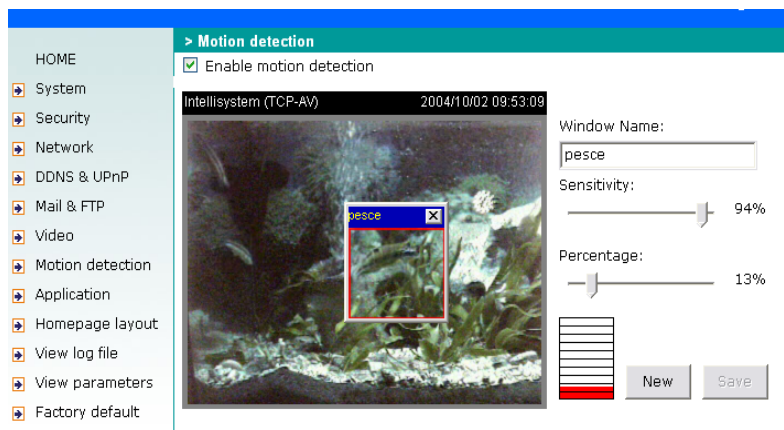 > Motion detection
HOME
Enable motion detection
System
Security
Network
DDNS & UPnP
Mail & FTP
Video
Motion detection
Application
Homepage layout
View log file
View parameters
Factory default
Intellisystem (TCP-AV) 2004/10/02 09:53:09
pesce
Window Name:
pesce
Sensitivity:
94%
Percentage:
13%
New
Save